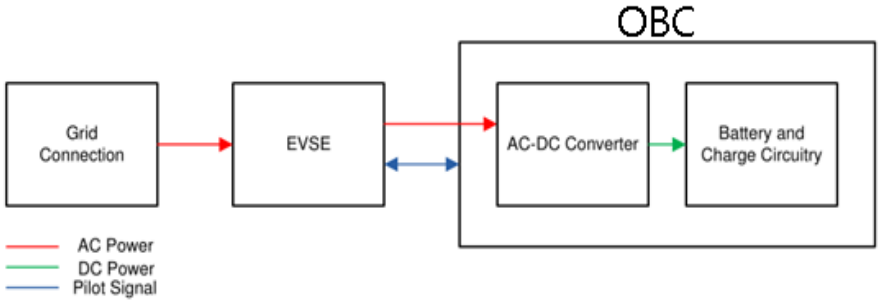 OBC
Grid
Connection
EVSE
AC-DC Converter
Battery and
Charge Circuitry
AC Power
DC Power
Pilot Signal